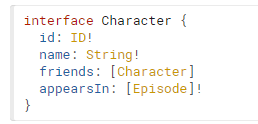 interface Character {
  id: ID!
  name: String!
  friends: [Character]
  appearsIn: [Episode]!
}